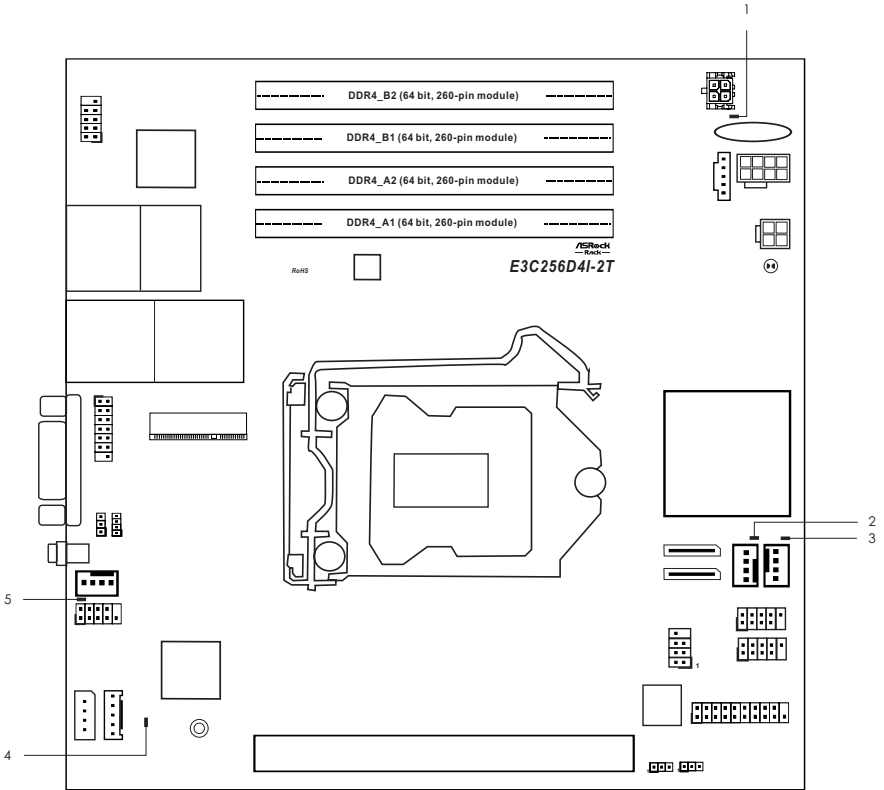 1
DDR4_B2 (64 bit, 260-pin module)
DDR4_B1 (64 bit, 260-pin module)
DDR4_A2 (64 bit, 260-pin module)
DDR4_A1 (64 bit, 260-pin module)
ASRock
Rack
RoHS
E3C256D4I-2T
2
3
5
1
4